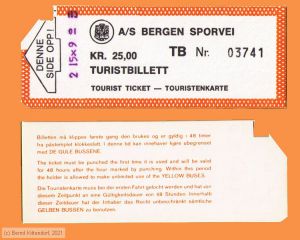 DENNE
SIDE OPP!
A/S BERGEN SPORVEI
KR. 25,00 TB Nr. 03741
TURISTBILLETT
TOURIST TICKET — TOURISTENKARTE
Billetten må klippes første gang den brukes og er gyldig i 48 timer
fra påstemplet klokkeslett. I denne tid kan innehaver kjøre ubegrenset
med DE GULE BUSSENE.
The ticket must be punched the first time it is used and will be valid
for 48 hours after the hour marked by punching. Within this period
the holder is allowed to make unlimited use of the YELLOW BUSES.
Die Touristenkarte muss bei der ersten Fahrt gelocht werden und hat vor
diesem Zeitpunkt an eine Gültigkeitsdauer von 48 Stunden. Innerhalb
dieser Zeitdauer hat der Inhaber das Recht unbeschränkt sämtliche
GELBEN BUSSEN zu benutzen.
(c) Bernd Kittendorf, 2021